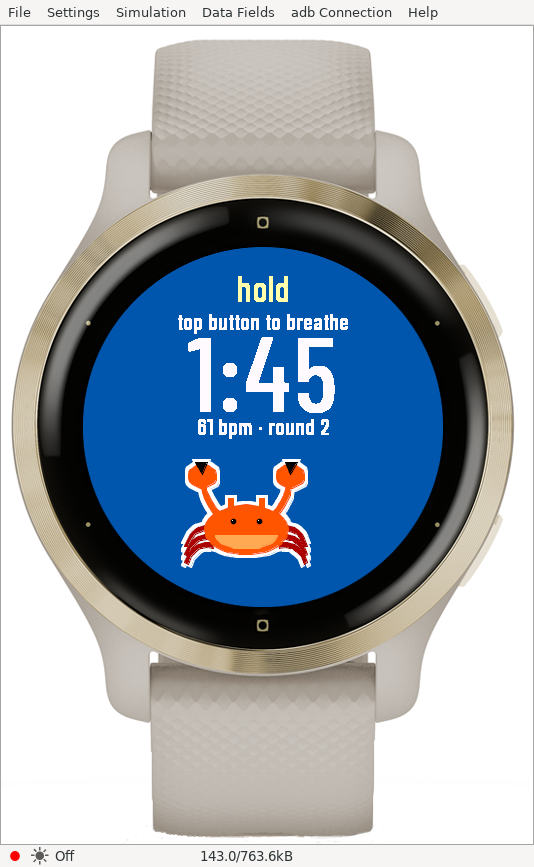 File Settings Simulation Data Fields adb Connection Help
hold
top button to breathe
1:45
61 bpm · round 2
Off 143.0/763.6kB